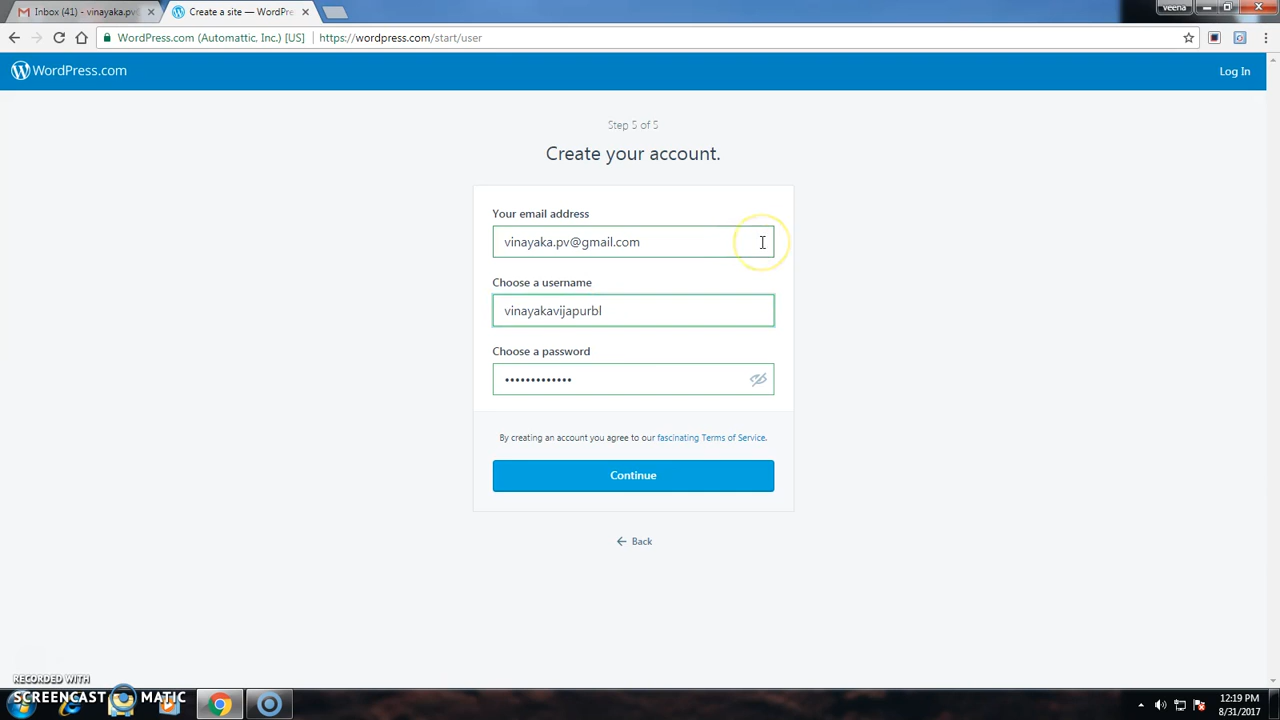 Inbox (41) - vinayaka.pv
Create a site — WordPre
veena
WordPress.com (Automattic, Inc.) [US]
https://wordpress.com/start/user
WordPress.com
Log In
Step 5 of 5
Create your account.
Your email address
vinayaka.pv@gmail.com
Choose a username
vinayakavijapurbl
Choose a password
•••••••••••••
By creating an account you agree to our fascinating Terms of Service.
Continue
← Back
RECORDED WITH
SCREENCAST MATIC
12:19 PM
8/31/2017